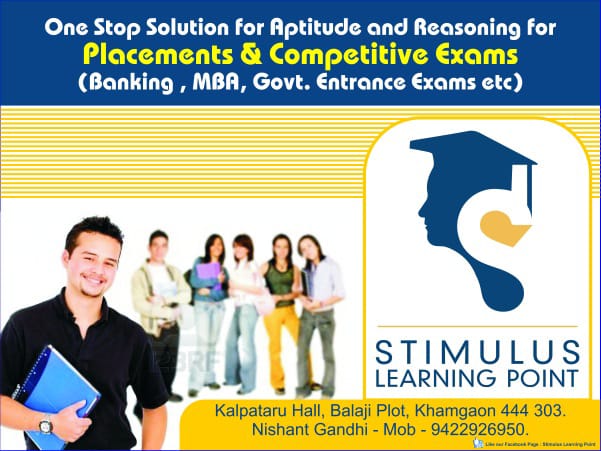 One Stop Solution for Aptitude and Reasoning for
Placements & Competitive Exams
(Banking , MBA, Govt. Entrance Exams etc)
STIMULUS
LEARNING POINT
Kalpataru Hall, Balaji Plot, Khamgaon 444 303.
Nishant Gandhi - Mob - 9422926950.
Like our Facebook Page : Stimulus Learning Point